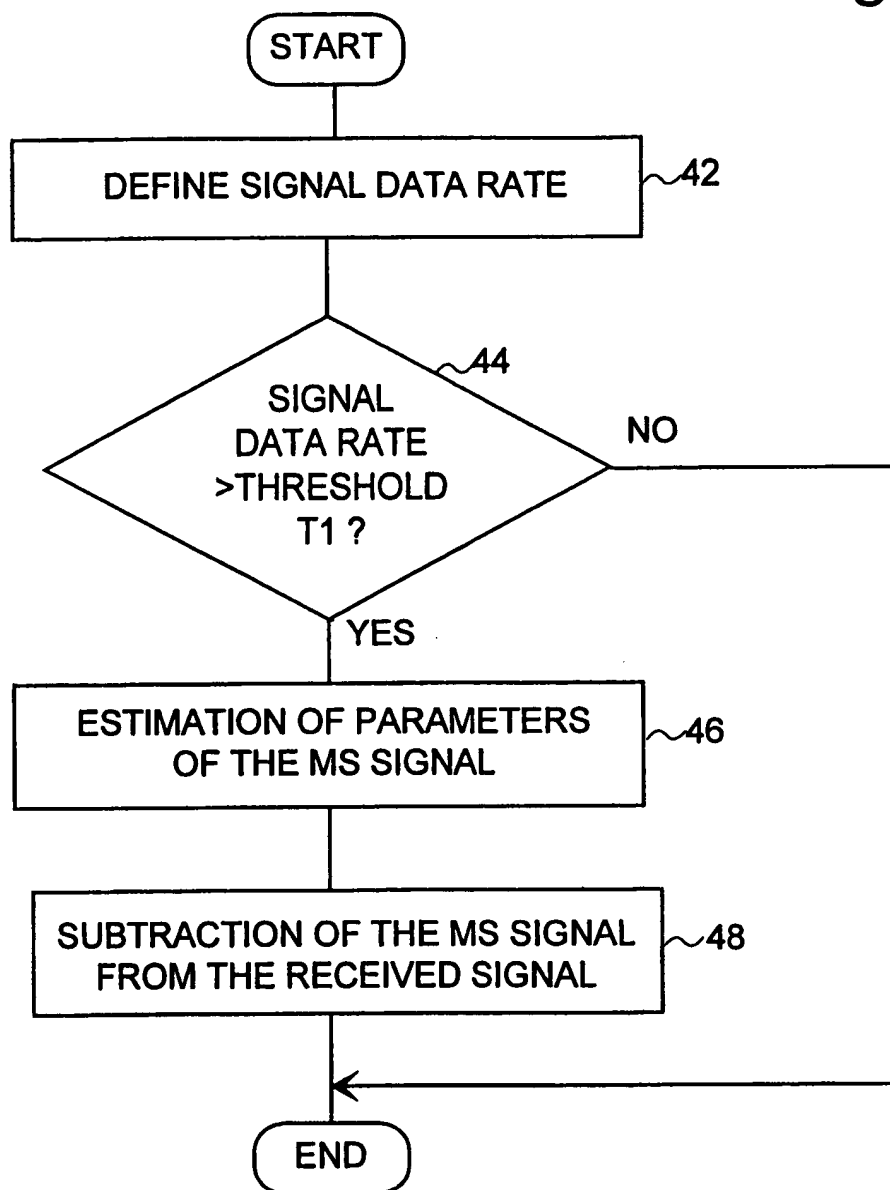 START
DEFINE SIGNAL DATA RATE
42
44
SIGNAL
DATA RATE
>THRESHOLD
T1 ?
NO
YES
ESTIMATION OF PARAMETERS
OF THE MS SIGNAL
46
SUBTRACTION OF THE MS SIGNAL
FROM THE RECEIVED SIGNAL
48
END